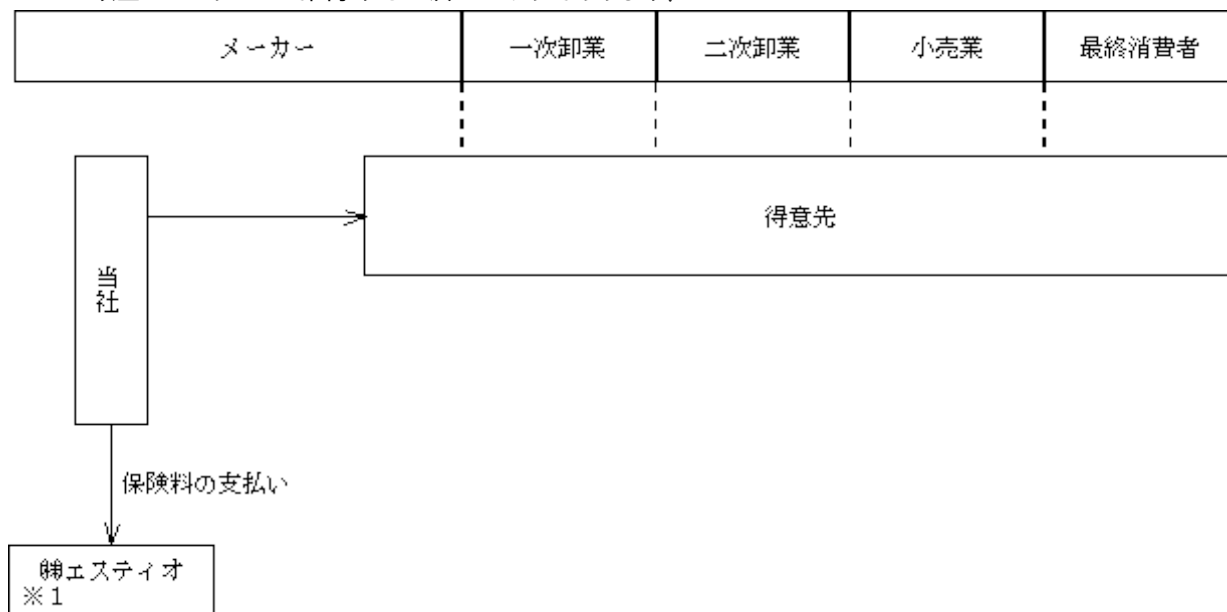 メーカー 一次卸業 二次卸業 小売業 最終消費者
得意先
当社
保険料の支払い
㈱エスティオ
※1